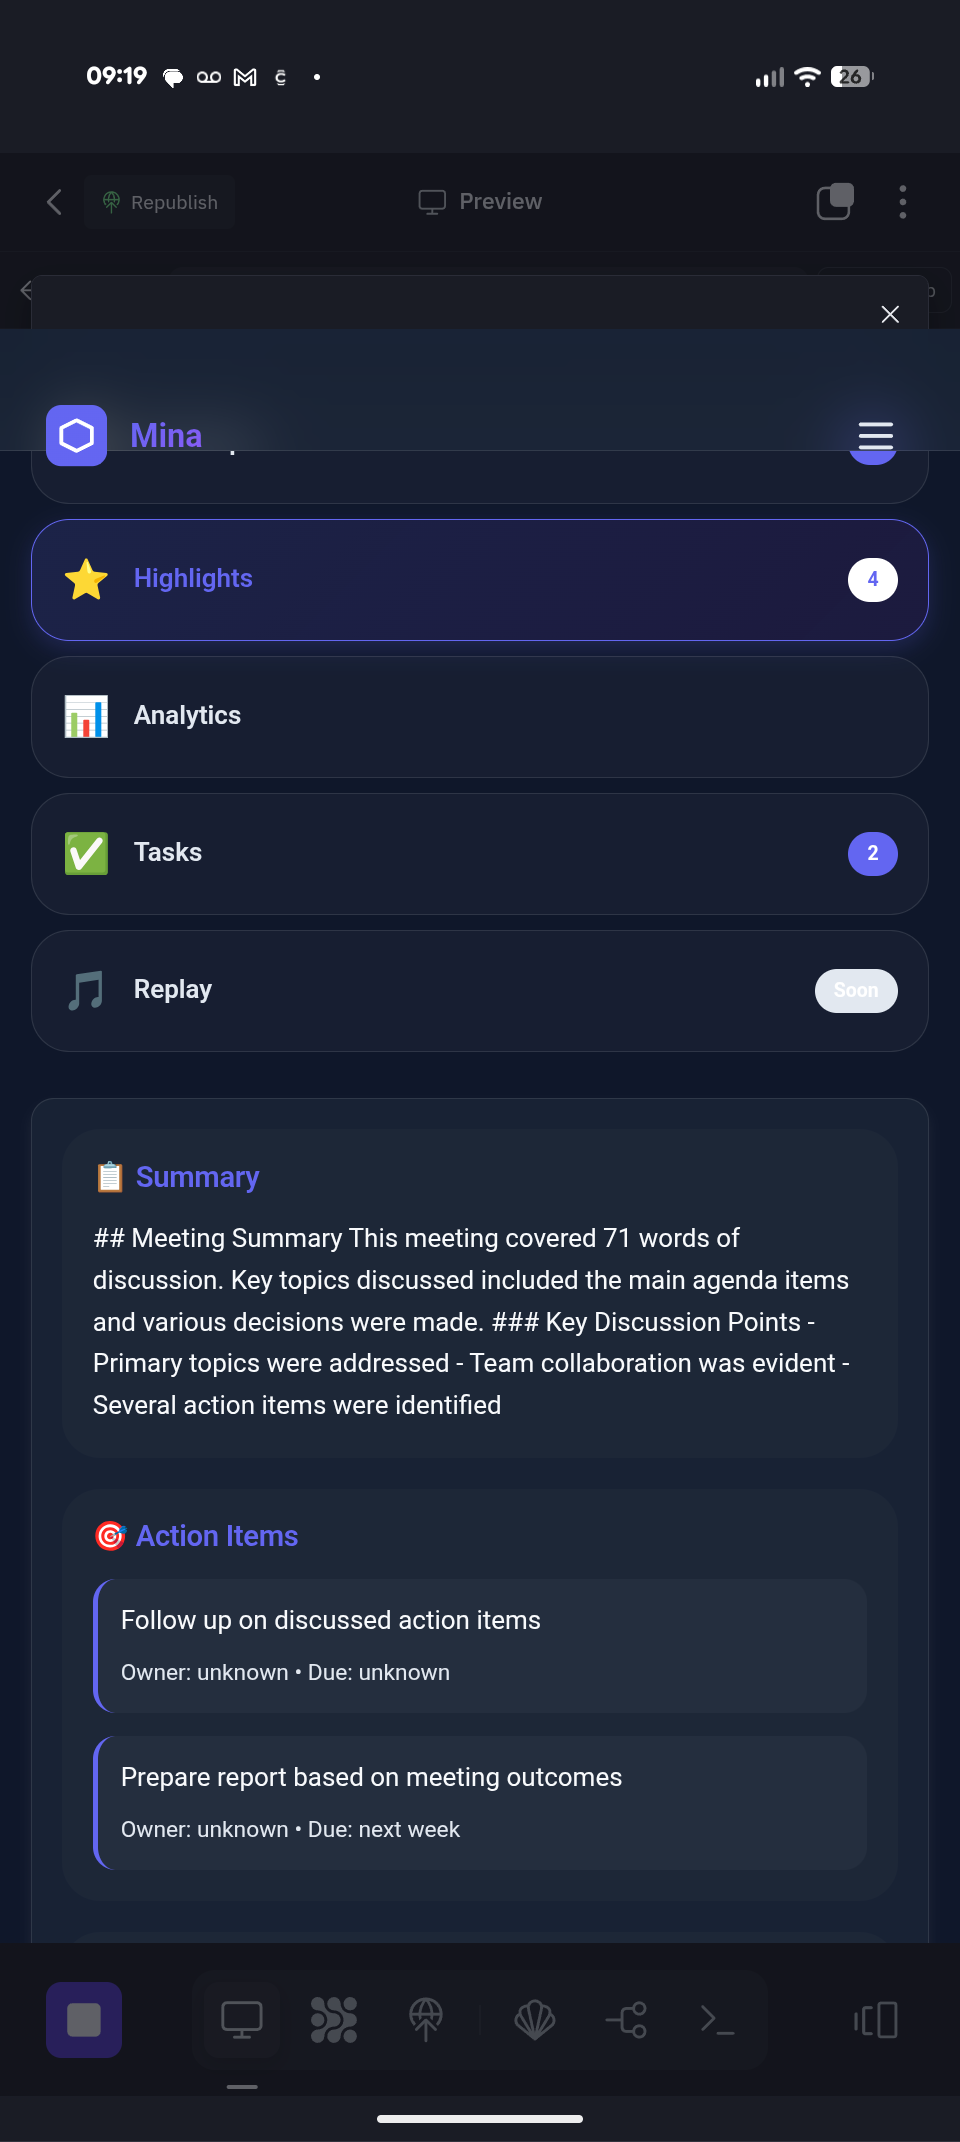 09:19
26
Republish
Preview
Mina
Highlights
4
Analytics
Tasks
2
Replay
Soon
Summary
## Meeting Summary This meeting covered 71 words of
discussion. Key topics discussed included the main agenda items
and various decisions were made. ### Key Discussion Points -
Primary topics were addressed - Team collaboration was evident -
Several action items were identified
Action Items
Follow up on discussed action items
Owner: unknown • Due: unknown
Prepare report based on meeting outcomes
Owner: unknown • Due: next week